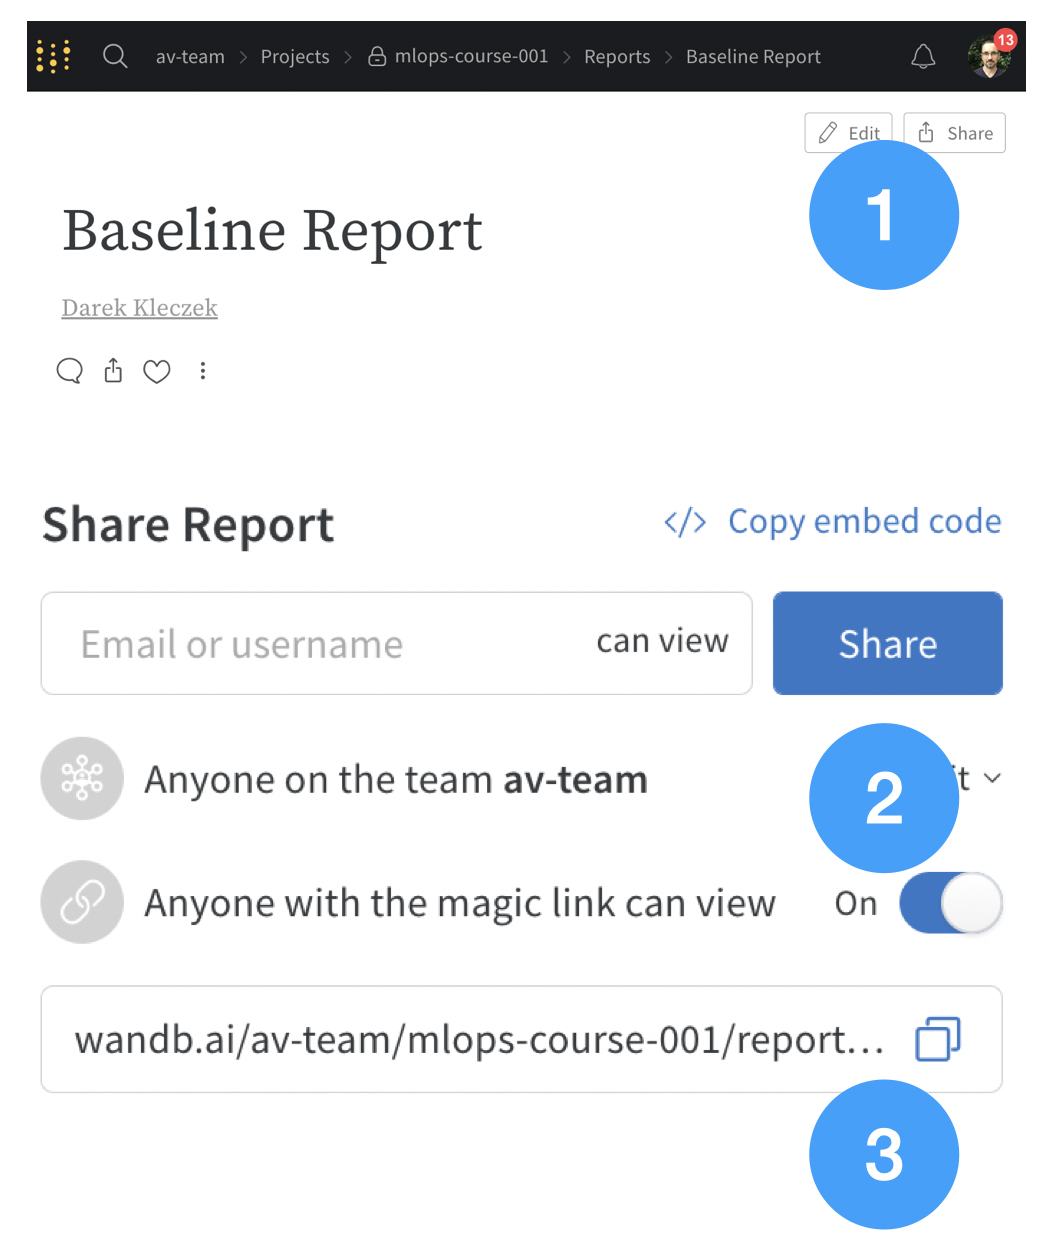 av-team > Projects > mlops-course-001 > Reports > Baseline Report
13
Edit
Share
1
Baseline Report
Darek Kleczek
Share Report
</> Copy embed code
Email or username
can view
Share
Anyone on the team av-team
2
Anyone with the magic link can view
On
wandb.ai/av-team/mlops-course-001/report...
3